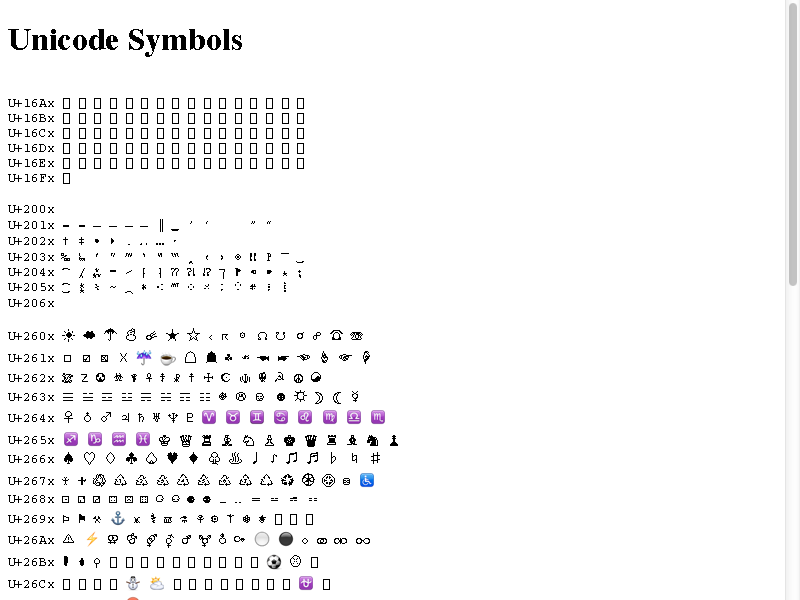 Unicode Symbols
U+16Ax
U+16Bx
U+16Cx
U+16Dx
U+16Ex
U+16Fx
U+200x
U+201x ‐ ‑ ‒ – — ― ‖ ‗
U+202x † ‡ • ‣ ․ ‥ … ‧
U+203x ‰ ‱ ′ ″ ‴ ‵ ‶ ‷ ‸ ‹ › ※ ‼ ‽ ‾ ‿
U+204x ⁀ ⁁ ⁂ ⁃ ⁄ ⁅ ⁆ ⁇ ⁈ ⁉ ⁊ ⁋ ⁌ ⁍ ⁎ ⁏
U+205x ⁐ ⁑ ⁒ ⁓ ⁔ ⁕ ⁖ ⁗ ⁘ ⁙ ⁚ ⁛ ⁜ ⁝ ⁞
U+206x
U+260x ☀ ☁ ☂ ☃ ☄ ★ ☆ ☇ ☈ ☉ ☊ ☋ ☌ ☍ ☎ ☏
U+261x ☐ ☑ ☒ ☓ ☔ ☕ ☖ ☗ ☘ ☙ ☚ ☛ ☜ ☝ ☞ ☟
U+262x ☠ ☡ ☢ ☣ ☤ ☥ ☦ ☧ ☨ ☩ ☪ ☫ ☬ ☭ ☮ ☯
U+263x ☰ ☱ ☲ ☳ ☴ ☵ ☶ ☷ ☸ ☹ ☺ ☻ ☼ ☽ ☾ ☿
U+264x ♀ ♁ ♂ ♃ ♄ ♅ ♆ ♇ ♈ ♉ ♊ ♋ ♌ ♍ ♎ ♏
U+265x ♐ ♑ ♒ ♓ ♔ ♕ ♖ ♗ ♘ ♙ ♚ ♛ ♜ ♝ ♞ ♟
U+266x ♠ ♡ ♢ ♣ ♤ ♥ ♦ ♧ ♨ ♩ ♪ ♫ ♬ ♭ ♮ ♯
U+267x ♰ ♱ ♲ ♳ ♴ ♵ ♶ ♷ ♸ ♹ ♺ ♻ ♼ ♽ ♾ ♿
U+268x ⚀ ⚁ ⚂ ⚃ ⚄ ⚅ ⚆ ⚇ ⚈ ⚉ ⚊ ⚋ ⚌ ⚍ ⚎ ⚏
U+269x ⚐ ⚑ ⚒ ⚓ ⚔ ⚕ ⚖ ⚗ ⚘ ⚙ ⚚ ⚛ ⚜
U+26Ax ⚠ ⚡ ⚢ ⚣ ⚤ ⚥ ⚦ ⚧ ⚨ ⚩ ⚪ ⚫ ⚬ ⚭ ⚮ ⚯
U+26Bx ⚰ ⚱ ⚲ ⚽ ⚾
U+26Cx ⛄ ⛅ ⛎